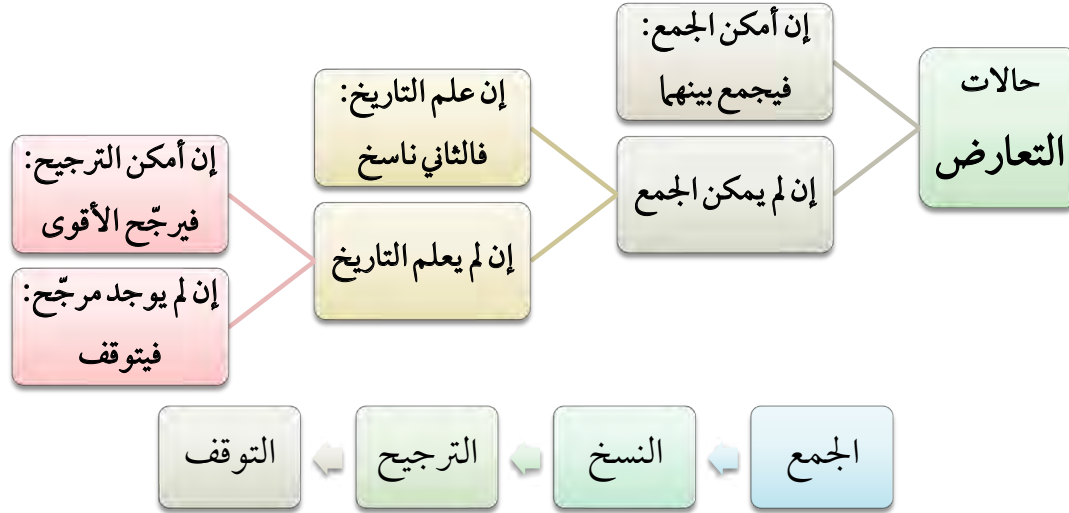 حالات
التعارض
إن أمكن الجمع:
فيجمع بينهما
إن لم يمكن الجمع
إن علم التاريخ:
فالثاني ناسخ
إن لم يعلم التاريخ
إن أمكن الترجيح:
فيرجّح الأقوى
إن لم يوجد مرجّح:
فيتوقف
الجمع
النسخ
الترجيح
التوقف